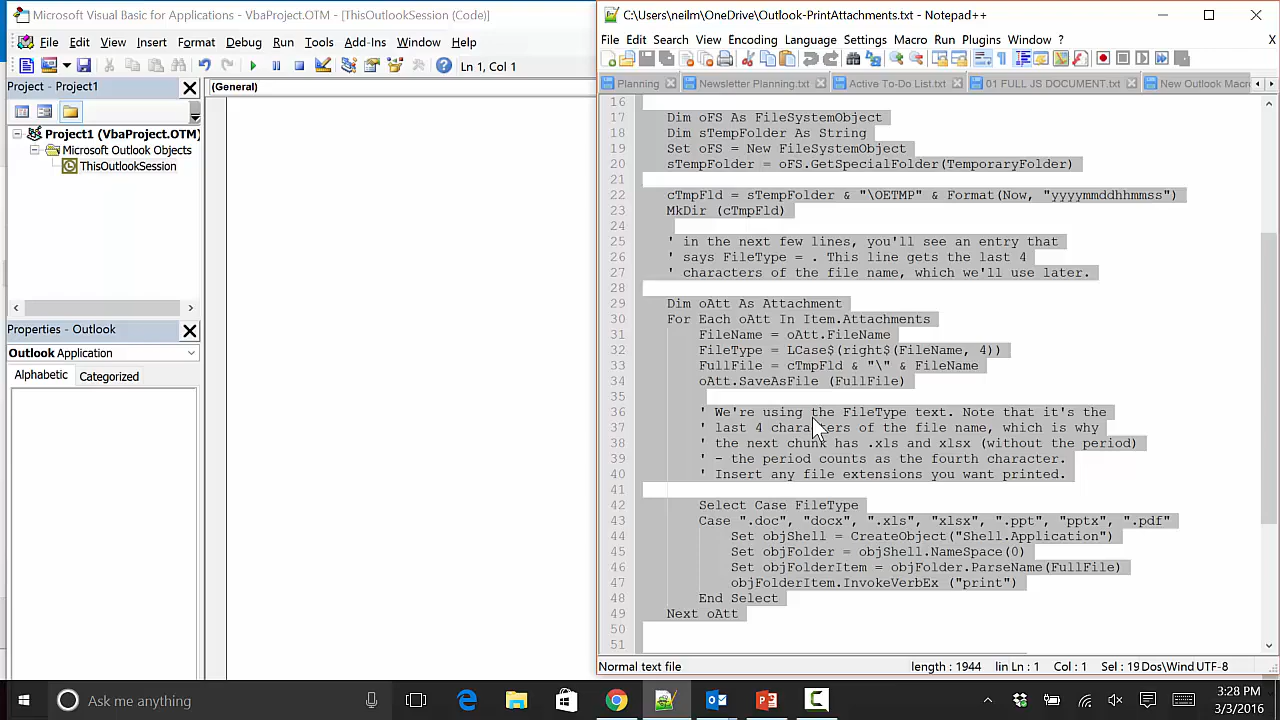 Microsoft Visual Basic for Applications - VbaProject.OTM - [ThisOutlookSession (Code)]
File Edit View Insert Format Debug Run Tools Add-Ins Window Help
Ln 1, Col 1
Project - Project1
Project1 (VbaProject.OTM)
Microsoft Outlook Objects
ThisOutlookSession
Properties - Outlook
Outlook Application
Alphabetic Categorized
(General)
C:\Users\neilm\OneDrive\Outlook-PrintAttachments.txt - Notepad++
File Edit Search View Encoding Language Settings Macro Run Plugins Window ? X
Planning Newsletter Planning.txt Active To-Do List.txt 01 FULL JS DOCUMENT.txt New Outlook Macr
16
17 Dim oFS As FileSystemObject
18 Dim sTempFolder As String
19 Set oFS = New FileSystemObject
20 sTempFolder = oFS.GetSpecialFolder(TemporaryFolder)
21
22 cTmpFld = sTempFolder & "\OETMP" & Format(Now, "yyyymmddhhmmss")
23 MkDir (cTmpFld)
24
25 ' in the next few lines, you'll see an entry that
26 ' says FileType = . This line gets the last 4
27 ' characters of the file name, which we'll use later.
28
29 Dim oAtt As Attachment
30 For Each oAtt In Item.Attachments
31 FileName = oAtt.FileName
32 FileType = LCase$(right$(FileName, 4))
33 FullFile = cTmpFld & "\" & FileName
34 oAtt.SaveAsFile (FullFile)
35
36 ' We're using the FileType text. Note that it's the
37 ' last 4 characters of the file name, which is why
38 ' the next chunk has .xls and xlsx (without the period)
39 ' - the period counts as the fourth character.
40 ' Insert any file extensions you want printed.
41
42 Select Case FileType
43 Case ".doc", "docx", ".xls", "xlsx", ".ppt", "pptx", ".pdf"
44 Set objShell = CreateObject("Shell.Application")
45 Set objFolder = objShell.NameSpace(0)
46 Set objFolderItem = objFolder.ParseName(FullFile)
47 objFolderItem.InvokeVerbEx ("print")
48 End Select
49 Next oAtt
50
51
Normal text file length : 1944 lin Ln : 1 Col : 1 Sel : 19 Dos\Wind UTF-8
Ask me anything
3:28 PM
3/3/2016